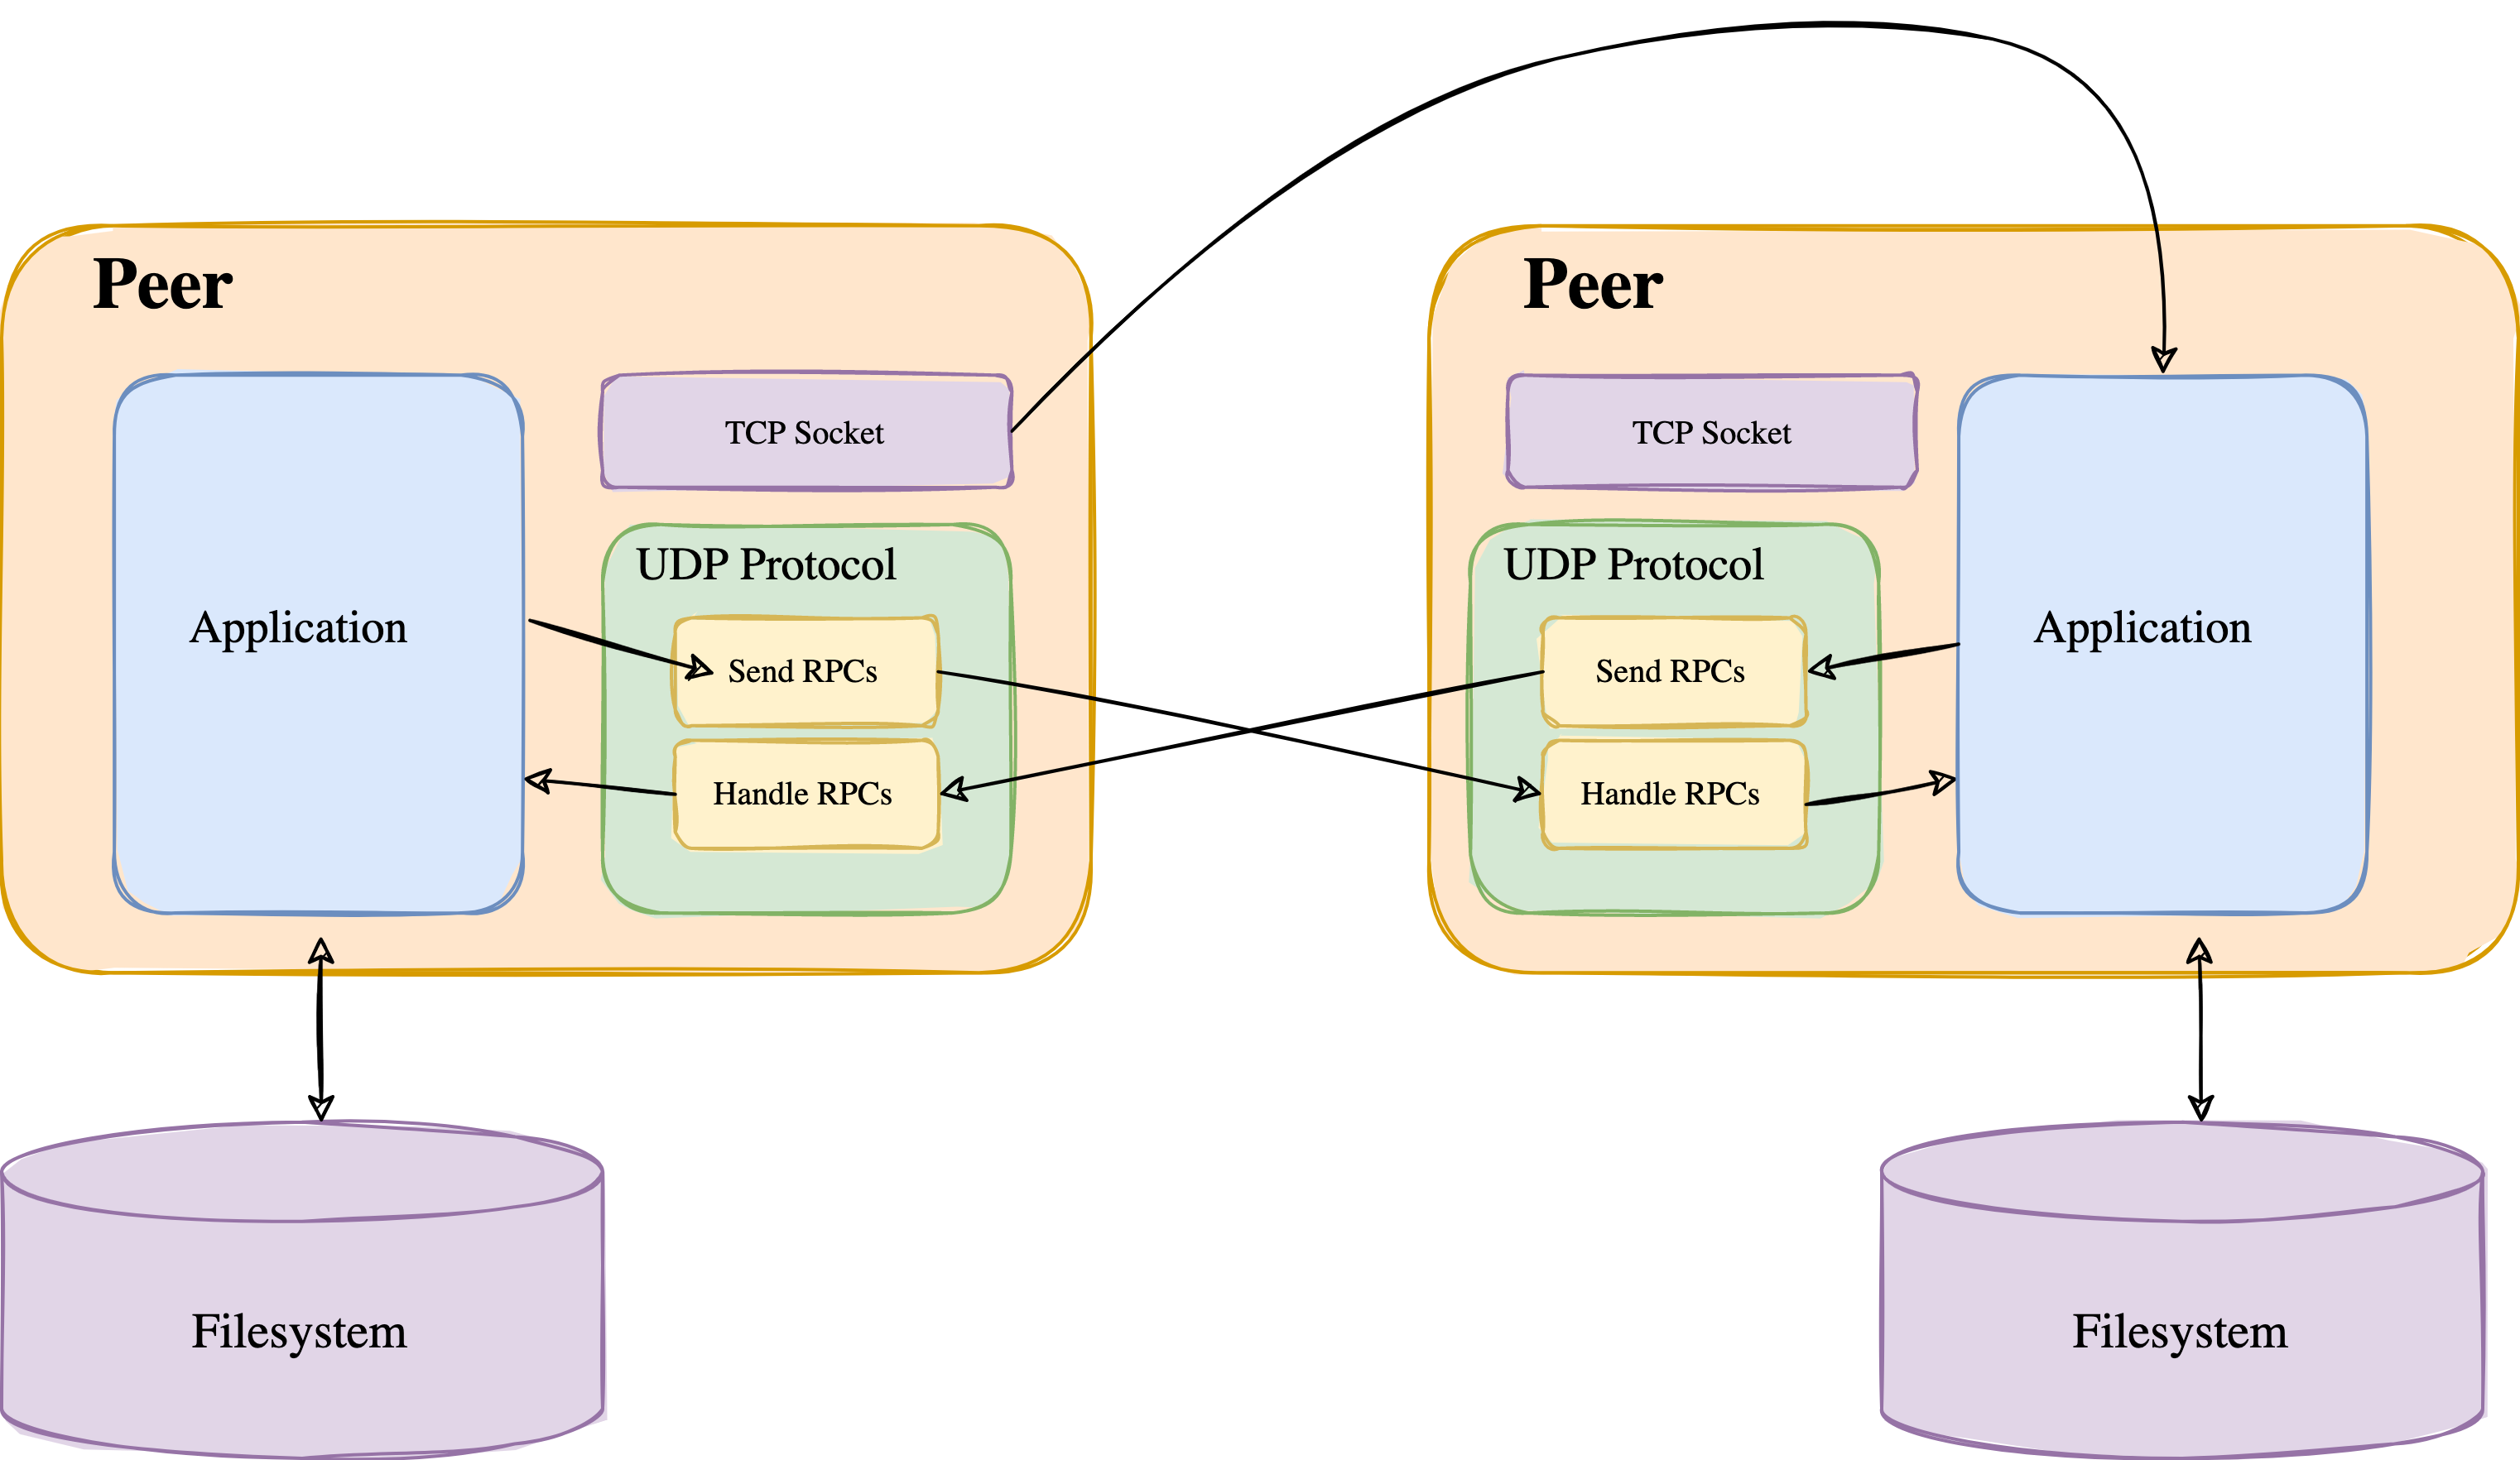 Peer
Application
TCP Socket
UDP Protocol
Send RPCs
Handle RPCs
Filesystem
Peer
TCP Socket
UDP Protocol
Send RPCs
Handle RPCs
Application
Filesystem